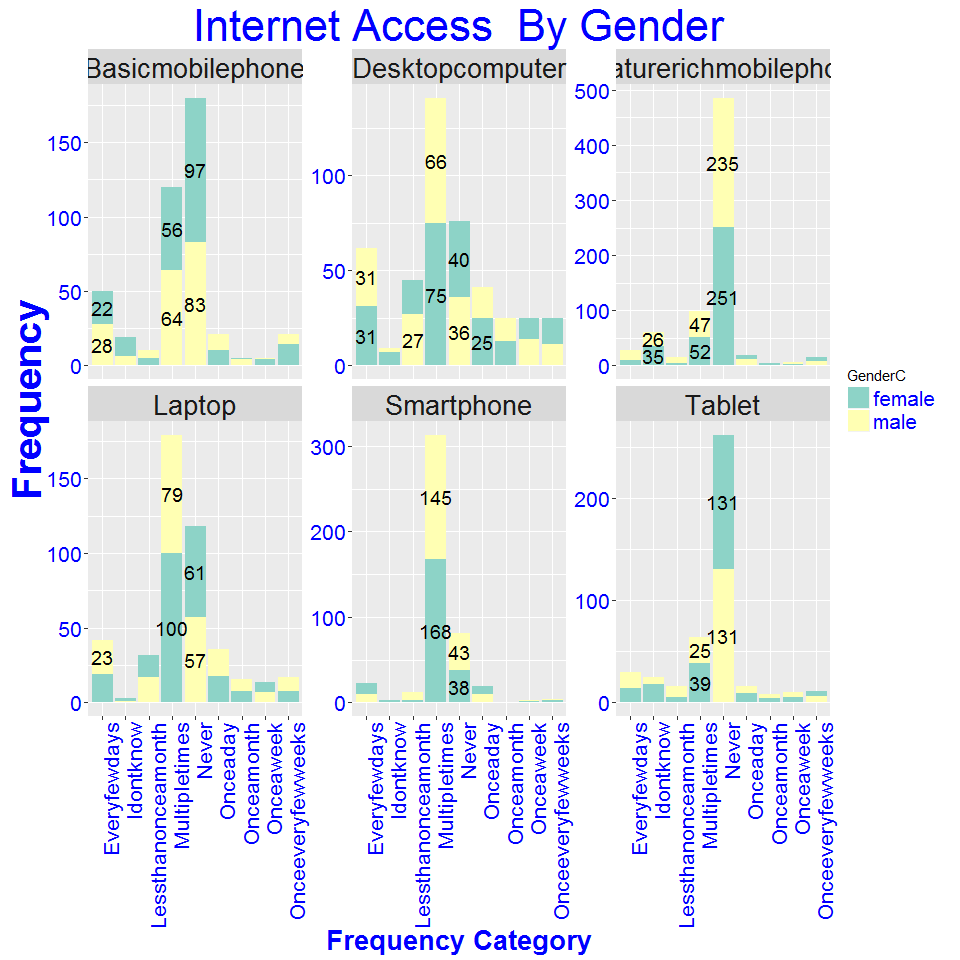 Internet Access  By Gender
Basicmobilephone
Desktopcomputer
aturerichmobilepho
150
100
50
0
22
28
56
64
97
83
100
50
0
31
31
27
66
75
40
36
25
500
400
300
200
100
0
26
35
47
52
235
251
Frequency
Laptop
Smartphone
Tablet
150
100
50
0
23
79
100
61
57
300
200
100
0
145
168
43
38
200
100
0
25
39
131
131
GenderC
female
male
Everyfewdays
Idontknow
Lessthanonceamonth
Multipletimes
Never
Onceaday
Onceamonth
Onceaweek
Onceeveryfewweeks
Everyfewdays
Idontknow
Lessthanonceamonth
Multipletimes
Never
Onceaday
Onceamonth
Onceaweek
Onceeveryfewweeks
Everyfewdays
Idontknow
Lessthanonceamonth
Multipletimes
Never
Onceaday
Onceamonth
Onceaweek
Onceeveryfewweeks
Frequency Category